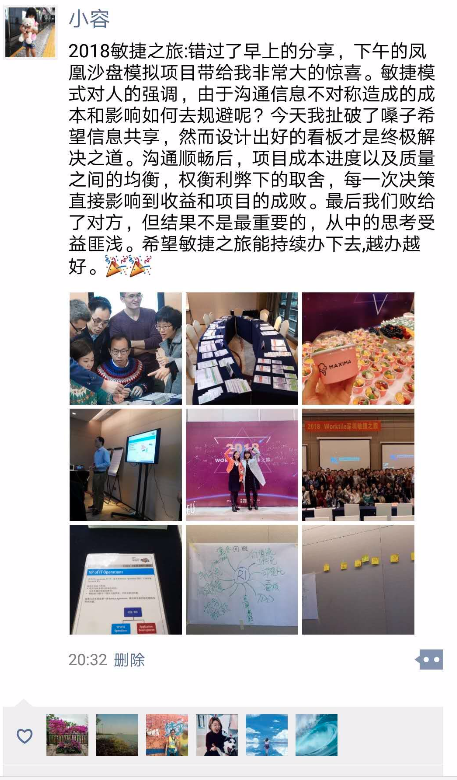 小容
2018敏捷之旅:错过了早上的分享，下午的凤
凰沙盘模拟项目带给我非常大的惊喜。敏捷模
式对人的强调，由于沟通信息不对称造成的成
本和影响如何去规避呢？今天我扯破了嗓子希
望信息共享，然而设计出好的看板才是终极解
决之道。沟通顺畅后，项目成本进度以及质量
之间的均衡，权衡利弊下的取舍，每一次决策
直接影响到收益和项目的成败。最后我们败给
了对方，但结果不是最重要的，从中的思考受
益匪浅。希望敏捷之旅能持续办下去,越办越
好。
2018
20:32 删除